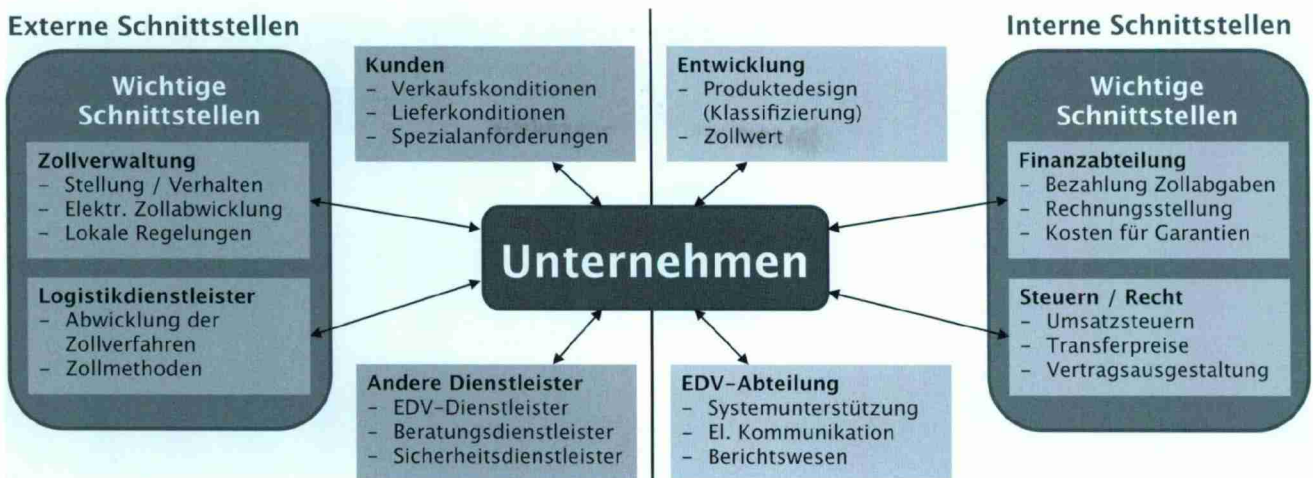 Externe Schnittstellen
Wichtige
Schnittstellen
Zollverwaltung
- Stellung / Verhalten
- Elektr. Zollabwicklung
- Lokale Regelungen
Logistikdienstleister
- Abwicklung der
Zollverfahren
- Zollmethoden
Kunden
- Verkaufskonditionen
- Lieferkonditionen
- Spezialanforderungen
Andere Dienstleister
- EDV-Dienstleister
- Beratungsdienstleister
- Sicherheitsdienstleister
Unternehmen
Entwicklung
- Produktedesign
(Klassifizierung)
- Zollwert
EDV-Abteilung
- Systemunterstützung
- El. Kommunikation
- Berichtswesen
Interne Schnittstellen
Wichtige
Schnittstellen
Finanzabteilung
- Bezahlung Zollabgaben
- Rechnungsstellung
- Kosten für Garantien
Steuern / Recht
- Umsatzsteuern
- Transferpreise
- Vertragsausgestaltung